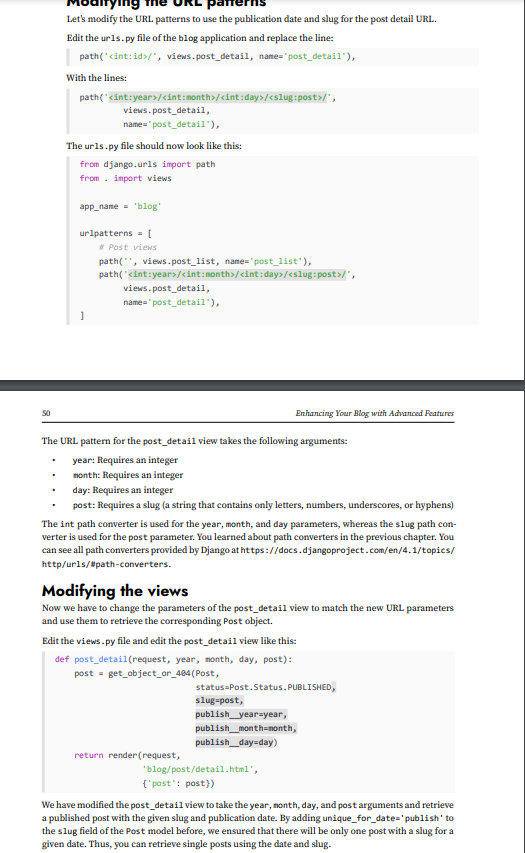 Modifying the URL patterns
Let's modify the URL patterns to use the publication date and slug for the post detail URL.
Edit the urls.py file of the blog application and replace the line:
path('<int:id>/', views.post_detail, name='post_detail'),
With the lines:
path('<int:year>/<int:month>/<int:day>/<slug:post>/',
views.post_detail,
name='post_detail'),
The urls.py file should now look like this:
from django.urls import path
from . import views
app_name = 'blog'
urlpatterns = [
# Post views
path('', views.post_list, name='post_list'),
path('<int:year>/<int:month>/<int:day>/<slug:post>/',
views.post_detail,
name='post_detail'),
]
50
Enhancing Your Blog with Advanced Features
The URL pattern for the post_detail view takes the following arguments:
• year: Requires an integer
• month: Requires an integer
• day: Requires an integer
• post: Requires a slug (a string that contains only letters, numbers, underscores, or hyphens)
The int path converter is used for the year, month, and day parameters, whereas the slug path con-
verter is used for the post parameter. You learned about path converters in the previous chapter. You
can see all path converters provided by Django at https://docs.djangoproject.com/en/4.1/topics/
http/urls/#path-converters.
Modifying the views
Now we have to change the parameters of the post_detail view to match the new URL parameters
and use them to retrieve the corresponding Post object.
Edit the views.py file and edit the post_detail view like this:
def post_detail(request, year, month, day, post):
post = get_object_or_404(Post,
status=Post.Status.PUBLISHED,
slug=post,
publish__year=year,
publish__month=month,
publish__day=day)
return render(request,
'blog/post/detail.html',
{'post': post})
We have modified the post_detail view to take the year, month, day, and post arguments and retrieve
a published post with the given slug and publication date. By adding unique_for_date='publish' to
the slug field of the Post model before, we ensured that there will be only one post with a slug for a
given date. Thus, you can retrieve single posts using the date and slug.